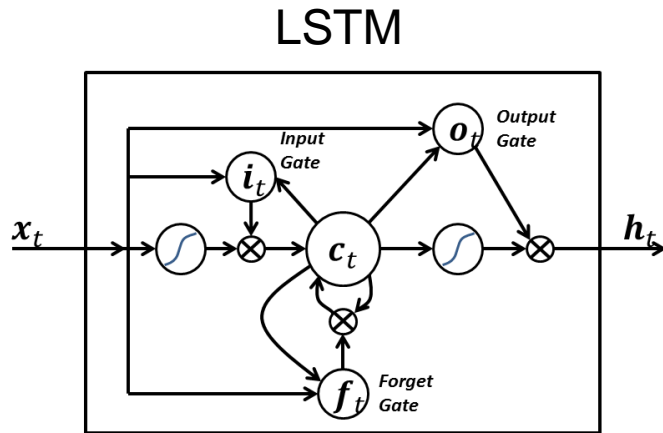 LSTM
Input
Gate
i_t
Output
Gate
o_t
x_t
c_t
h_t
f_t
Forget
Gate